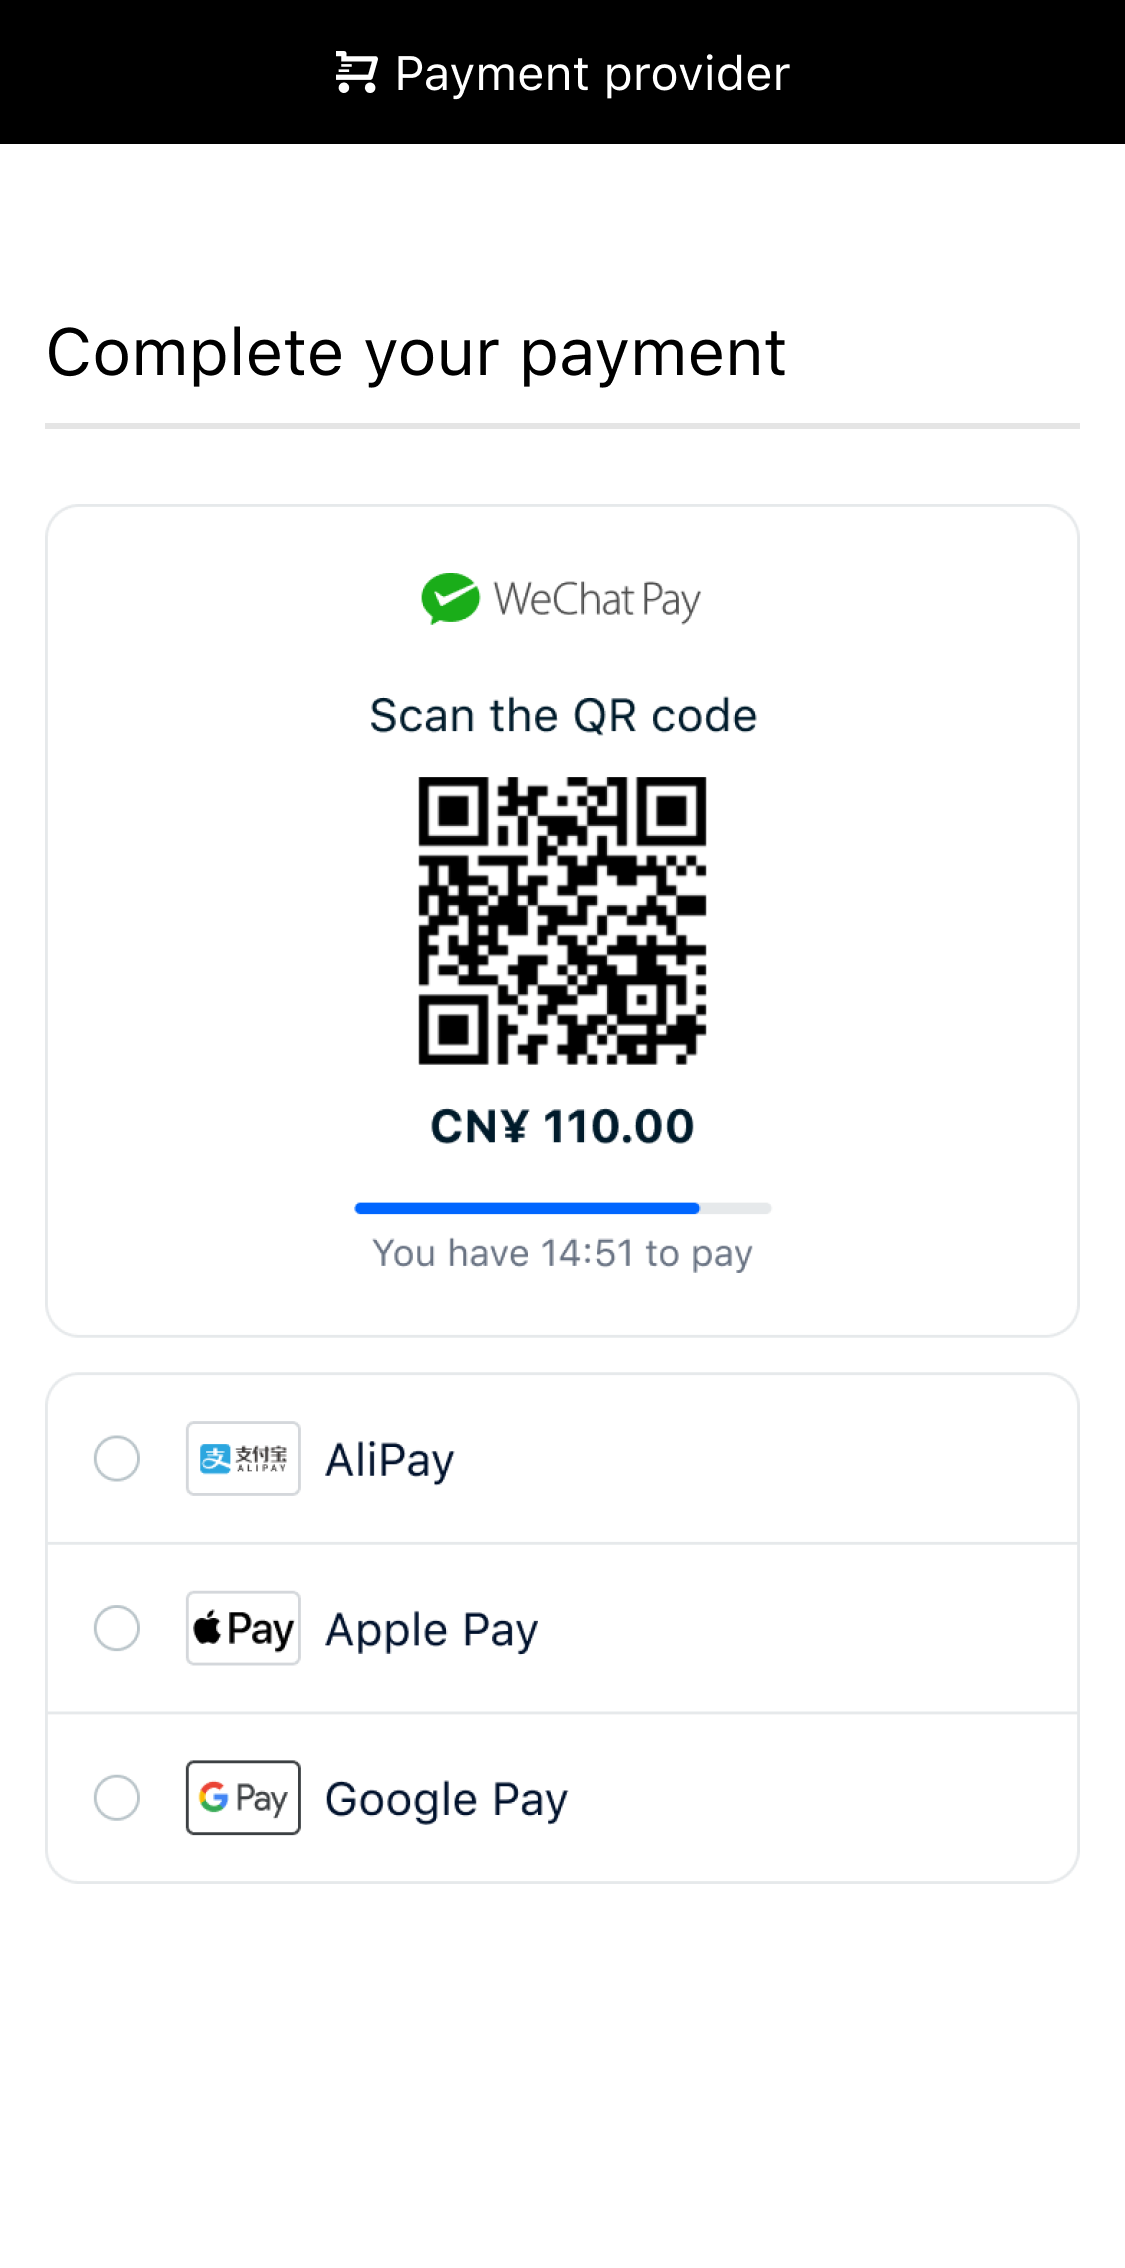 Payment provider
Complete your payment
WeChat Pay
Scan the QR code
CN¥ 110.00
You have 14:51 to pay
支 支付宝
ALIPAY
AliPay
Pay
Apple Pay
G Pay
Google Pay